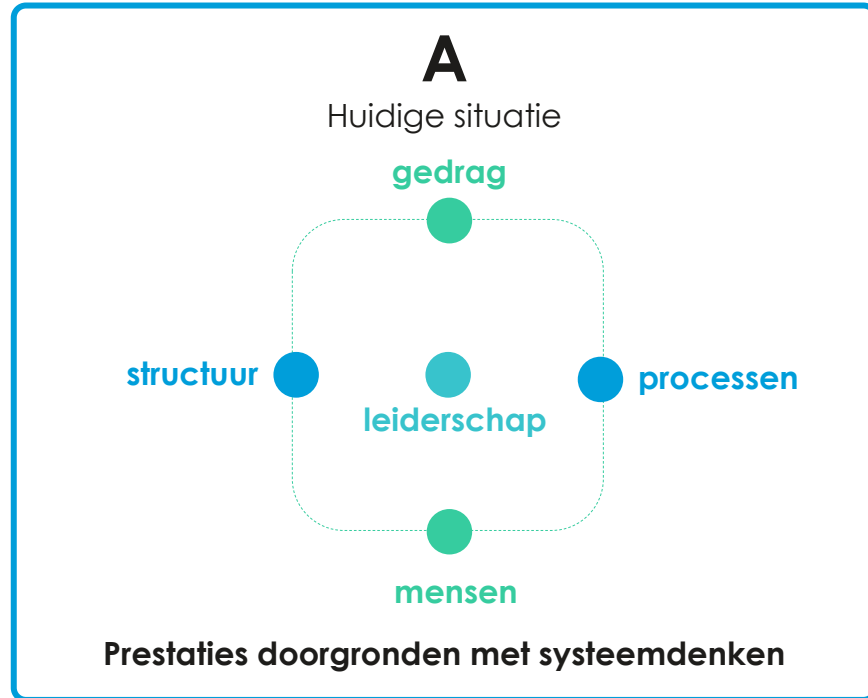 A
Huidige situatie
gedrag
structuur
processen
leiderschap
mensen
Prestaties doorgronden met systeemdenken